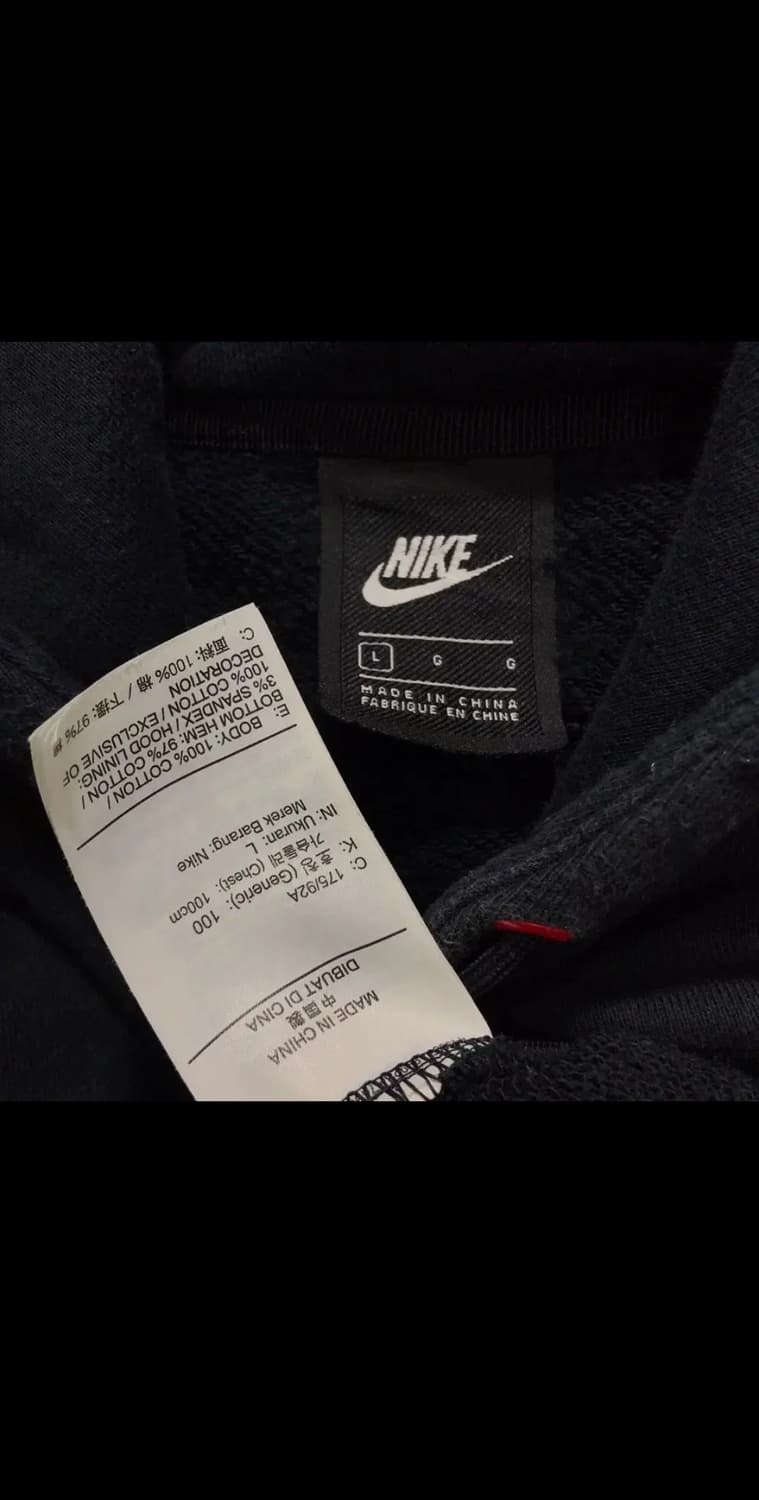 NIKE
L G G
MADE IN CHINA
FABRIQUE EN CHINE
MADE IN CHINA
中國製
DIBUAT DI CINA
C: 175/92A
K: 호칭 (Generic): 100
가슴둘레 (Chest): 100cm
IN: Ukuran: L
Merek Barang: Nike
E:
BODY: 100% COTTON /
BOTTOM HEM: 97% COTTON /
3% SPANDEX / HOOD LINING:
100% COTTON / EXCLUSIVE OF
DECORATION
C: 面料: 100% 棉 / 下摆: 97% 棉